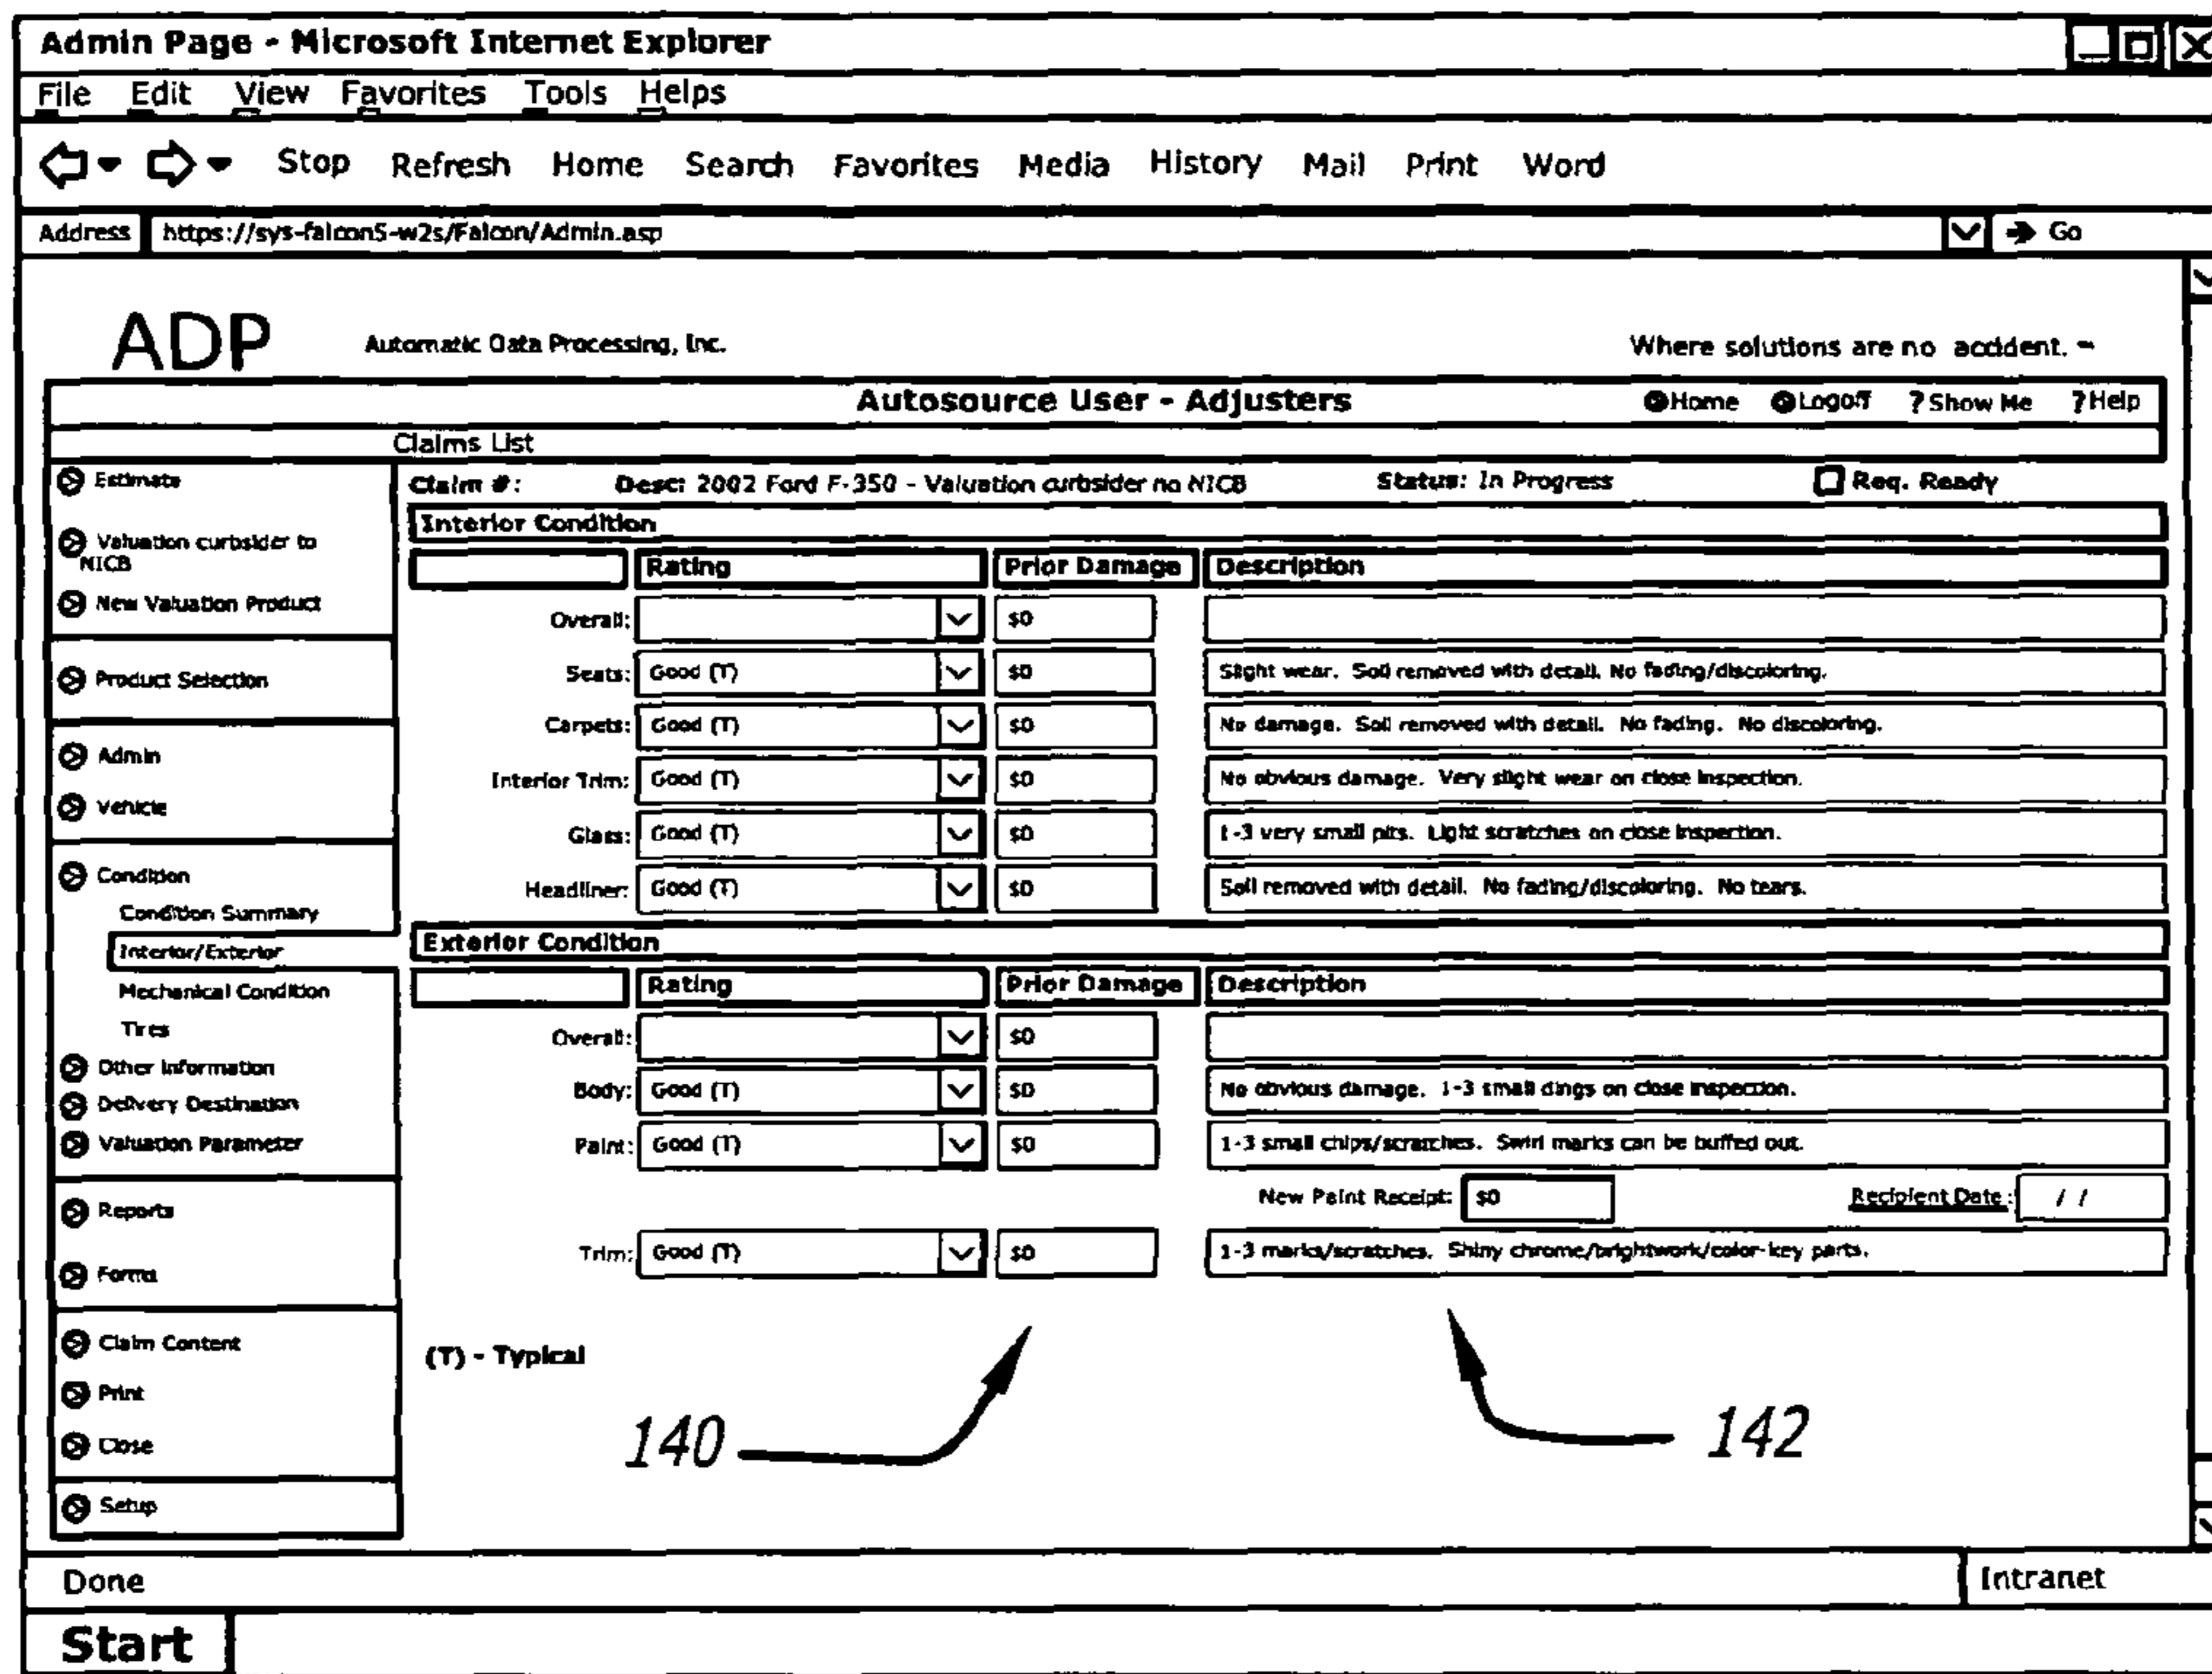 Admin Page - Microsoft Internet Explorer
File Edit View Favorites Tools Helps
Stop Refresh Home Search Favorites Media History Mail Print Word
Address https://sys-falcon5-w2s/Falcon/Admin.asp Go
ADP Automatic Data Processing, Inc. Where solutions are no accident.
Autosource User - Adjusters Home Logoff ? Show Me ? Help
Claims List
Estimate
Valuation curbsider to
NICB
New Valuation Product
Product Selection
Admin
Vehicle
Condition
Condition Summary
Interior/Exterior
Mechanical Condition
Tires
Other Information
Delivery Destination
Valuation Parameter
Reports
Forms
Claim Content
Print
Close
Setup
Claim #: Desc: 2002 Ford F-350 - Valuation curbsider no NICB Status: In Progress Req. Ready
Interior Condition
Rating Prior Damage Description
Overall: $0
Seats: Good (T) $0 Slight wear. Soil removed with detail. No fading/discoloring.
Carpets: Good (T) $0 No damage. Soil removed with detail. No fading. No discoloring.
Interior Trim: Good (T) $0 No obvious damage. Very slight wear on close inspection.
Glass: Good (T) $0 1-3 very small pits. Light scratches on close inspection.
Headliner: Good (T) $0 Soil removed with detail. No fading/discoloring. No tears.
Exterior Condition
Rating Prior Damage Description
Overall: $0
Body: Good (T) $0 No obvious damage. 1-3 small dings on close inspection.
Paint: Good (T) $0 1-3 small chips/scratches. Swirl marks can be buffed out.
New Paint Receipt: $0 Recipient Date: / /
Trim: Good (T) $0 1-3 marks/scratches. Shiny chrome/brightwork/color-key parts.
(T) - Typical
140 142
Done Intranet
Start